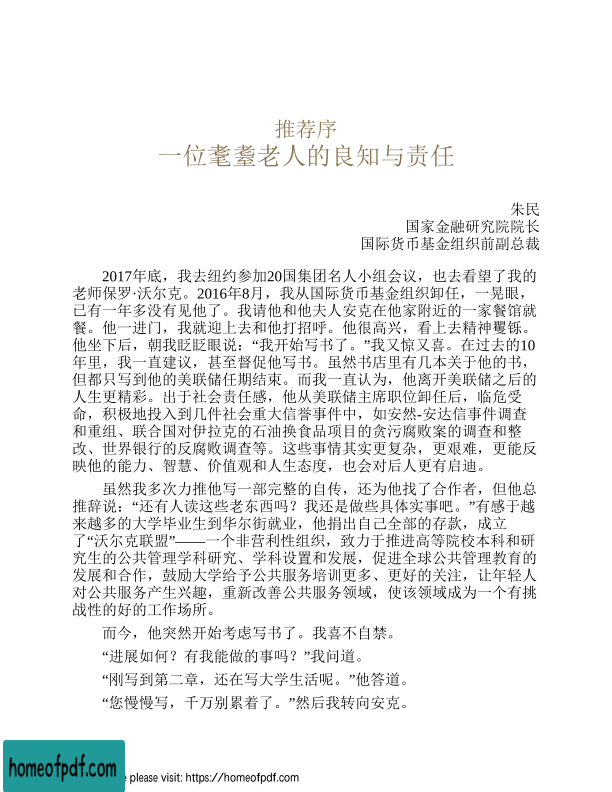 推荐序
一位耄耋老人的良知与责任
朱民
国家金融研究院院长
国际货币基金组织前副总裁
2017年底，我去纽约参加20国集团名人小组会议，也去看望了我的
老师保罗·沃尔克。2016年8月，我从国际货币基金组织卸任，一晃眼，
已有一年多没有见他了。我请他和他夫人安克在他家附近的一家餐馆就
餐。他一进门，我就迎上去和他打招呼。他很高兴，看上去精神矍铄。
他坐下后，朝我眨眨眼说：“我开始写书了。”我又惊又喜。在过去的10
年里，我一直建议，甚至督促他写书。虽然书店里有几本关于他的书，
但都只写到他的美联储任期结束。而我一直认为，他离开美联储之后的
人生更精彩。出于社会责任感，他从美联储主席职位卸任后，临危受
命，积极地投入到几件社会重大信誉事件中，如安然-安达信事件调查
和重组、联合国对伊拉克的石油换食品项目的贪污腐败案的调查和整
改、世界银行的反腐败调查等。这些事情其实更复杂，更艰难，更能反
映他的能力、智慧、价值观和人生态度，也会对后人更有启迪。
虽然我多次力推他写一部完整的自传，还为他找了合作者，但他总
推辞说：“还有人读这些老东西吗？我还是做些具体实事吧。”有感于越
来越多的大学毕业生到华尔街就业，他捐出自己全部的存款，成立
了“沃尔克联盟”——一个非营利性组织，致力于推进高等院校本科和研
究生的公共管理学科研究、学科设置和发展，促进全球公共管理教育的
发展和合作，鼓励大学给予公共服务培训更多、更好的关注，让年轻人
对公共服务产生兴趣，重新改善公共服务领域，使该领域成为一个有挑
战性的好的工作场所。
而今，他突然开始考虑写书了。我喜不自禁。
“进展如何？有我能做的事吗？”我问道。
“刚写到第二章，还在写大学生活呢。”他答道。
“您慢慢写，千万别累着了。”然后我转向安克。
homeofpdf.com
e please visit: https://homeofpdf.com